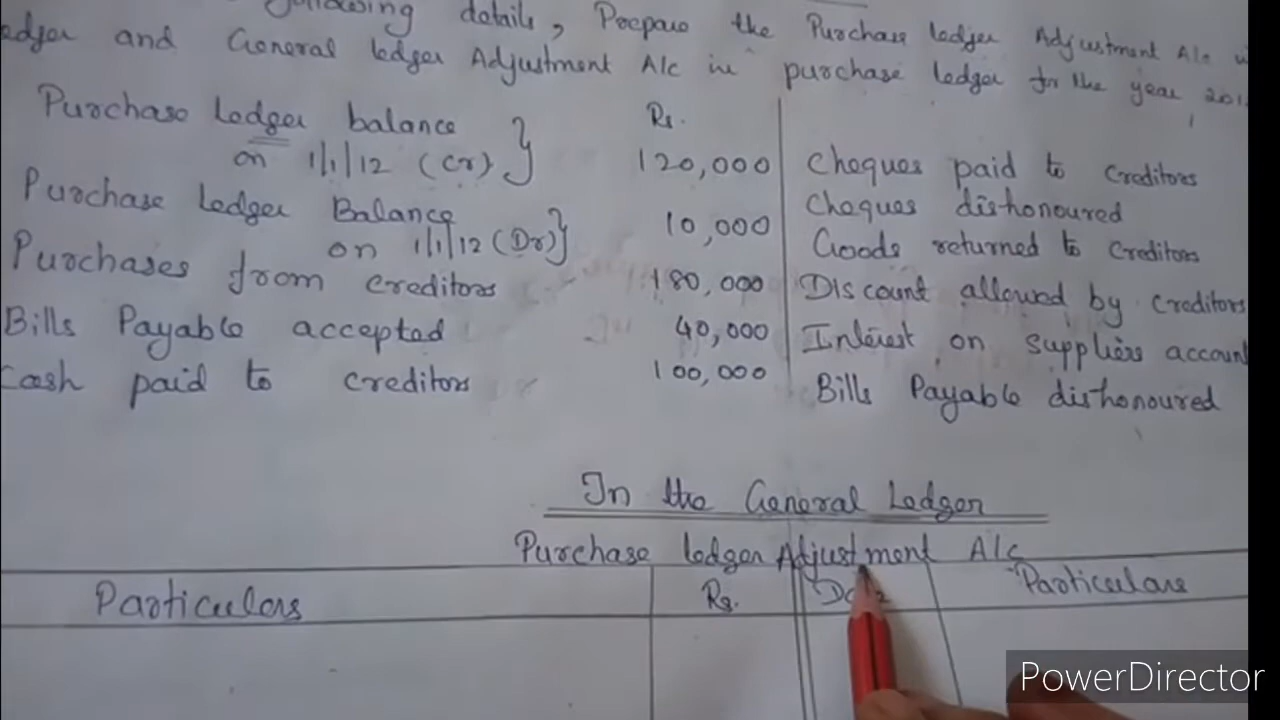 following details, Prepare the Purchase ledger Adjustment A/c
edger and General ledger Adjustment A/c in purchase ledger for the year 201
Purchase Ledger balance
on 1/1/12 (Cr)
Rs.
120,000
Purchase Ledger Balance
on 1/1/12 (Dr)
10,000
Purchases from creditors 180,000
Bills Payable accepted 40,000
Cash paid to creditors 100,000
Cheques paid to creditors
Cheques dishonoured
Goods returned to creditors
Discount allowed by creditors
Interest on suppliers account
Bills Payable dishonoured
In the General Ledger
Purchase ledger Adjustment A/c
Particulars Rs. Particulars
PowerDirector